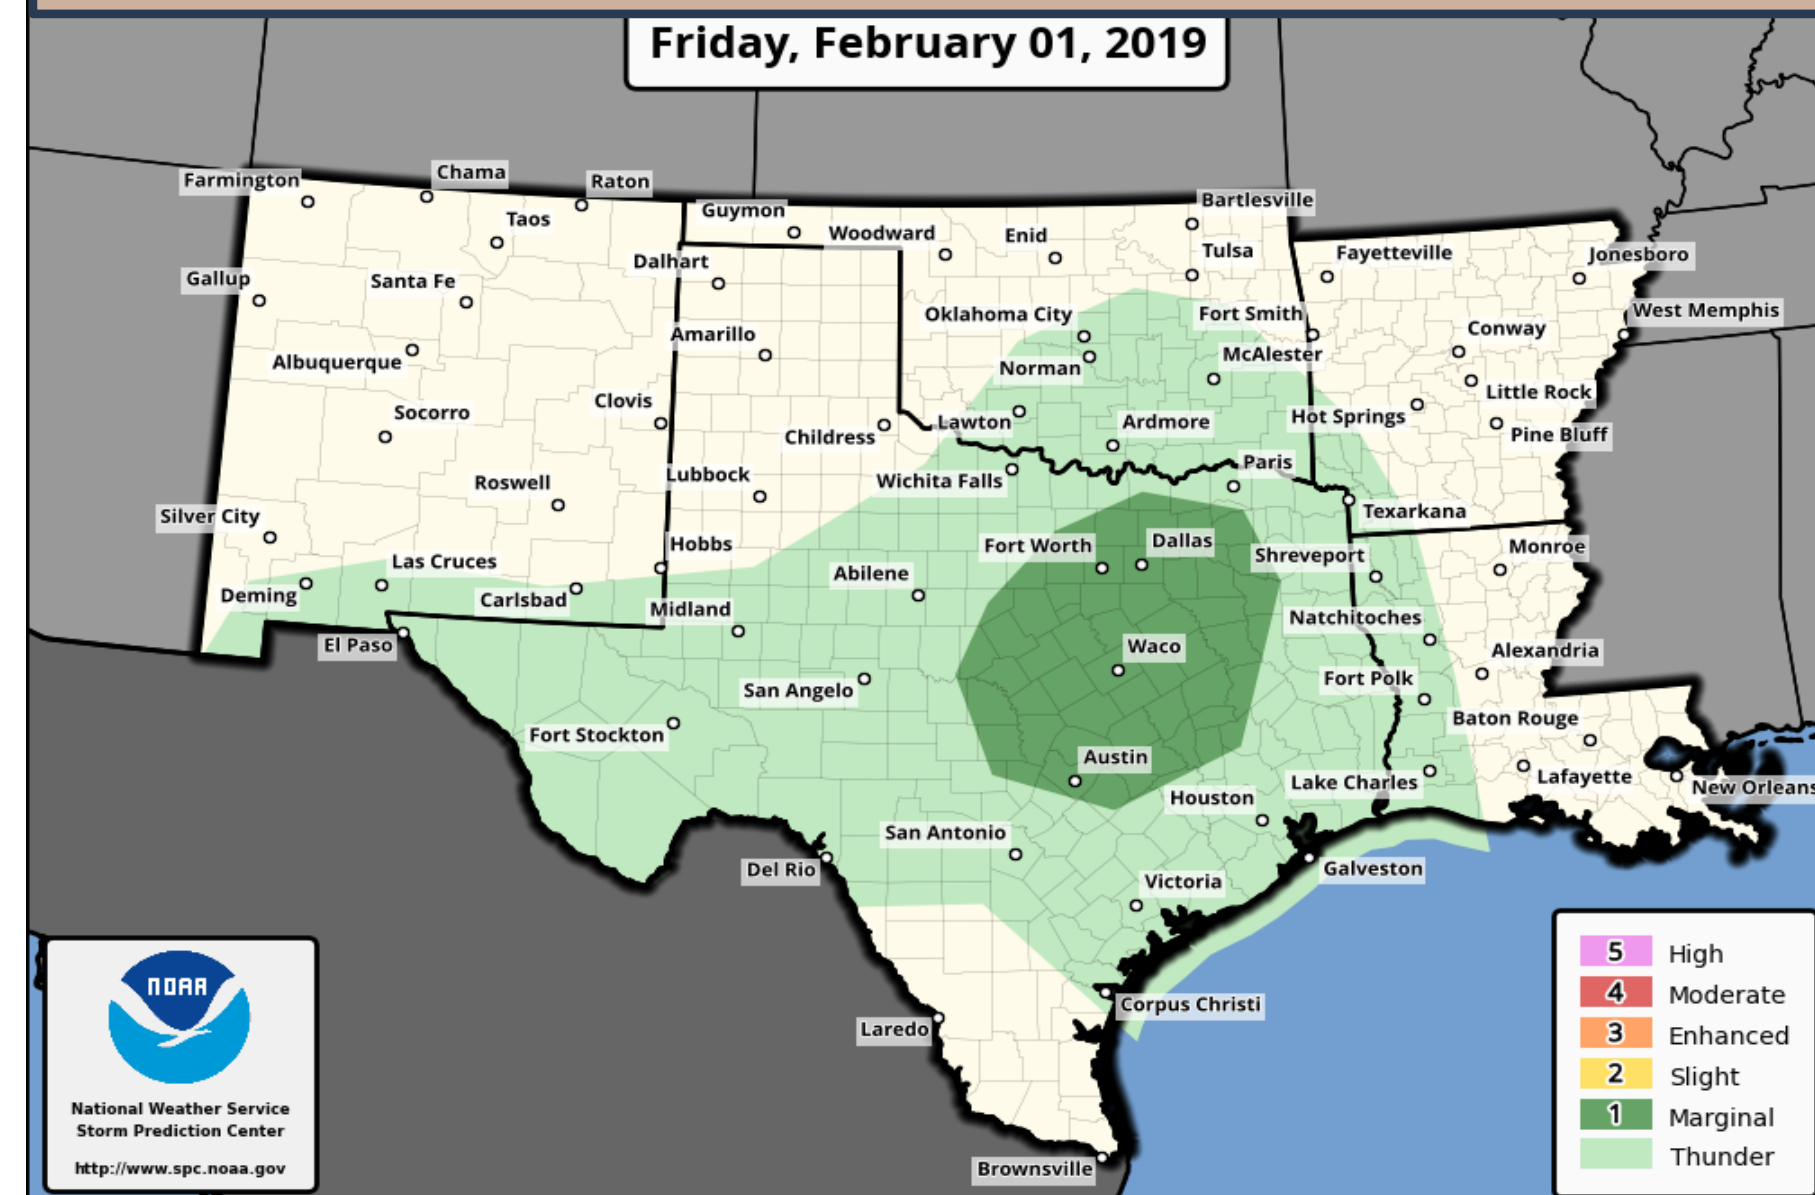 Friday, February 01, 2019
Farmington
Chama
Raton
Taos
Guymon
Woodward
Enid
Bartlesville
Tulsa
Fayetteville
Jonesboro
Gallup
Santa Fe
Dalhart
Oklahoma City
Fort Smith
West Memphis
Albuquerque
Amarillo
Norman
McAlester
Conway
Little Rock
Socorro
Clovis
Childress
Lawton
Ardmore
Hot Springs
Pine Bluff
Roswell
Lubbock
Wichita Falls
Paris
Texarkana
Silver City
Las Cruces
Hobbs
Abilene
Fort Worth
Dallas
Shreveport
Monroe
Deming
Carlsbad
Midland
Natchitoches
El Paso
San Angelo
Waco
Fort Polk
Alexandria
Fort Stockton
Austin
Baton Rouge
Houston
Lake Charles
Lafayette
New Orleans
San Antonio
Del Rio
Victoria
Galveston
Corpus Christi
Laredo
Brownsville
NOAA
National Weather Service
Storm Prediction Center
http://www.spc.noaa.gov
5 High
4 Moderate
3 Enhanced
2 Slight
1 Marginal
Thunder